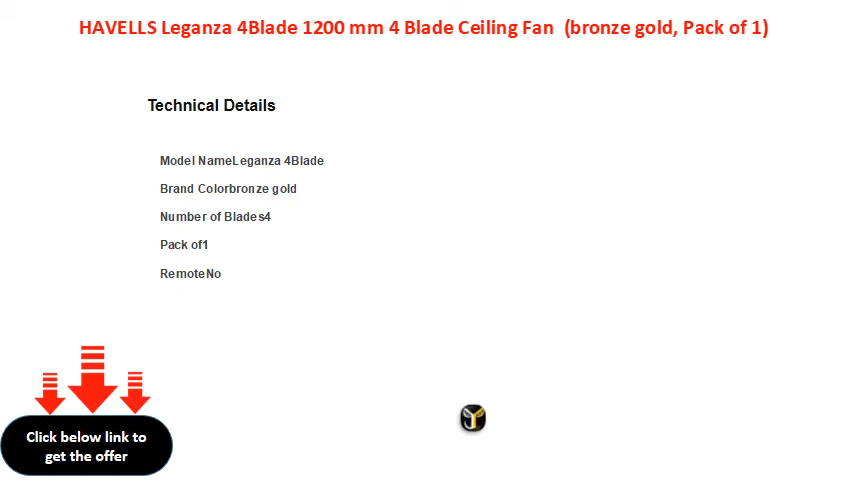 HAVELLS Leganza 4Blade 1200 mm 4 Blade Ceiling Fan (bronze gold, Pack of 1)
Technical Details
Model NameLeganza 4Blade
Brand Colorbronze gold
Number of Blades4
Pack of1
RemoteNo
Click below link to
get the offer